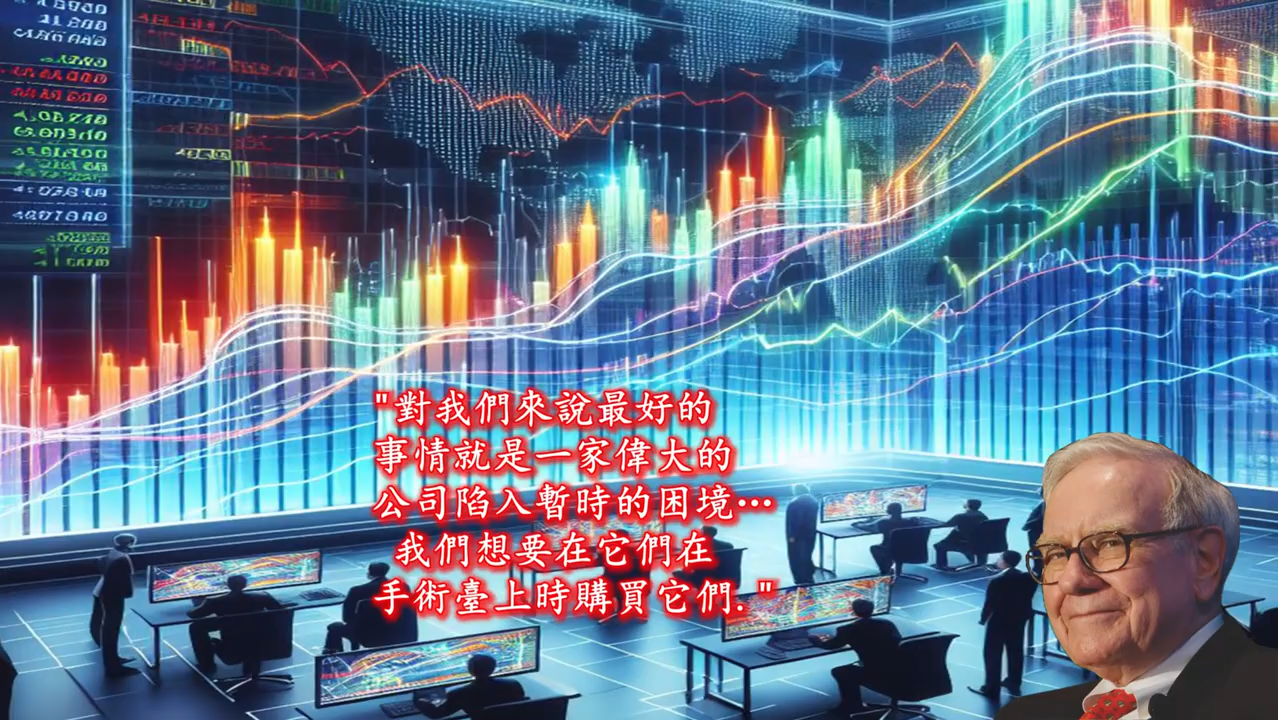 "對我們來說最好的
事情就是一家偉大的
公司陷入暫時的困境…
我們想要在它們在
手術臺上時購買它們."